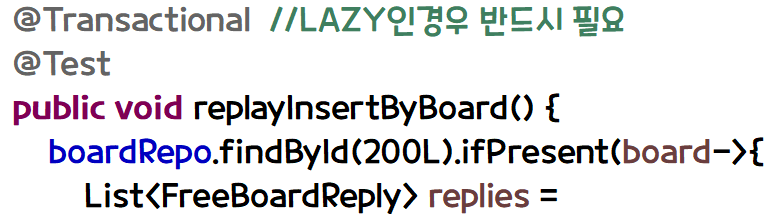 @Transactional //LAZY인경우 반드시 필요
@Test
public void replayInsertByBoard() {
boardRepo.findById(200L).ifPresent(board->{
List<FreeBoardReply> replies =